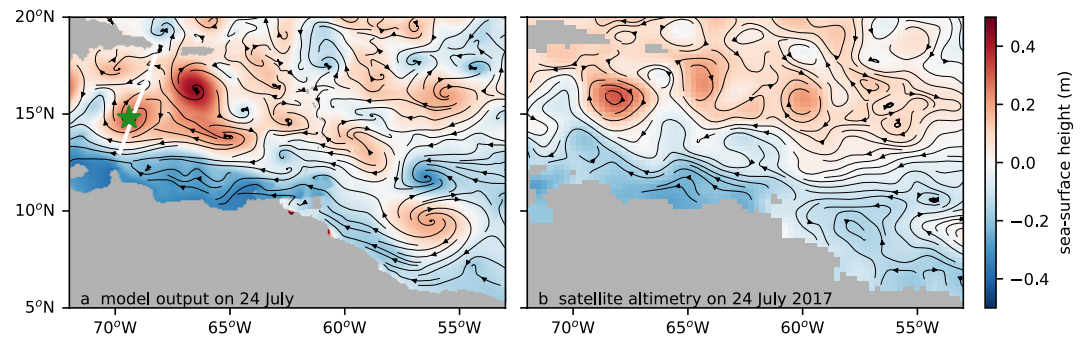 20°N
15°N
10°N
5°N
a model output on 24 July
70°W
65°W
60°W
55°W
b satellite altimetry on 24 July 2017
70°W
65°W
60°W
55°W
0.4
0.2
0.0
−0.2
−0.4
sea-surface height (m)